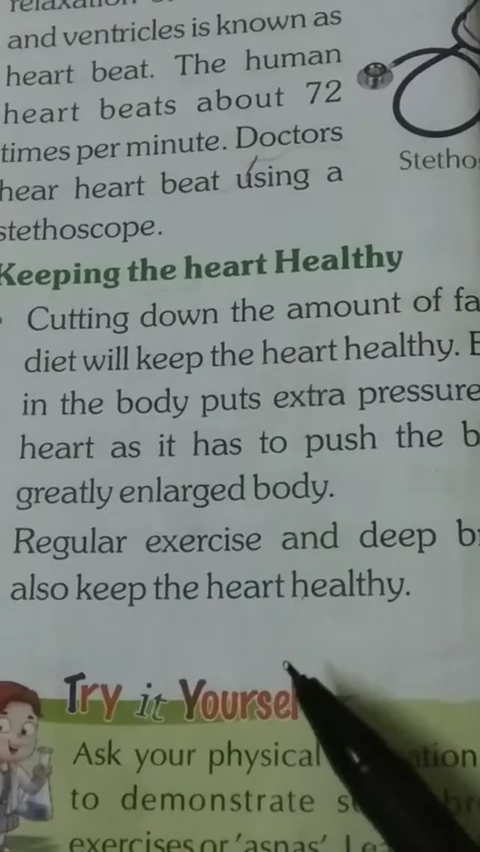 relaxation of
and ventricles is known as
heart beat. The human
heart beats about 72
times per minute. Doctors
hear heart beat using a
stethoscope.
Stetho
Keeping the heart Healthy
Cutting down the amount of fa
diet will keep the heart healthy. E
in the body puts extra pressure
heart as it has to push the b
greatly enlarged body.
Regular exercise and deep b
also keep the heart healthy.
Try it Yoursel
Ask your physical
to demonstrate
exercises or 'asnas'.